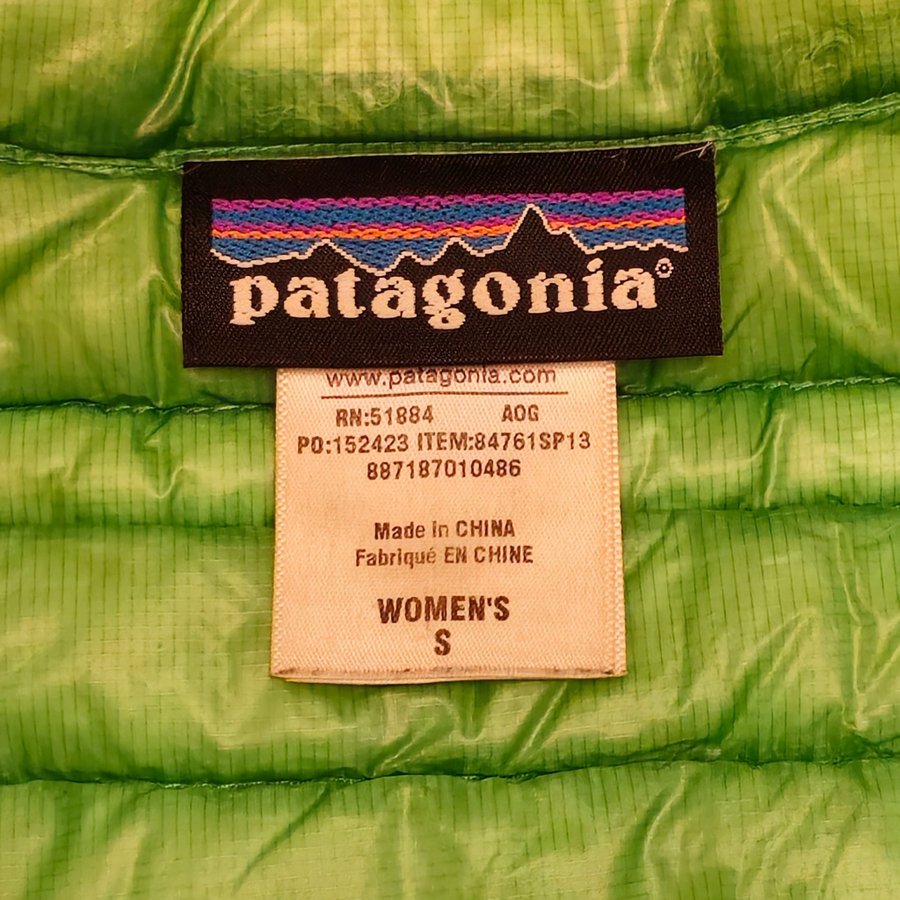 patagonia®
www.patagonia.com
RN:51884 AOG
PO:152423 ITEM:84761SP13
887187010486
Made in CHINA
Fabriqué EN CHINE
WOMEN'S
S